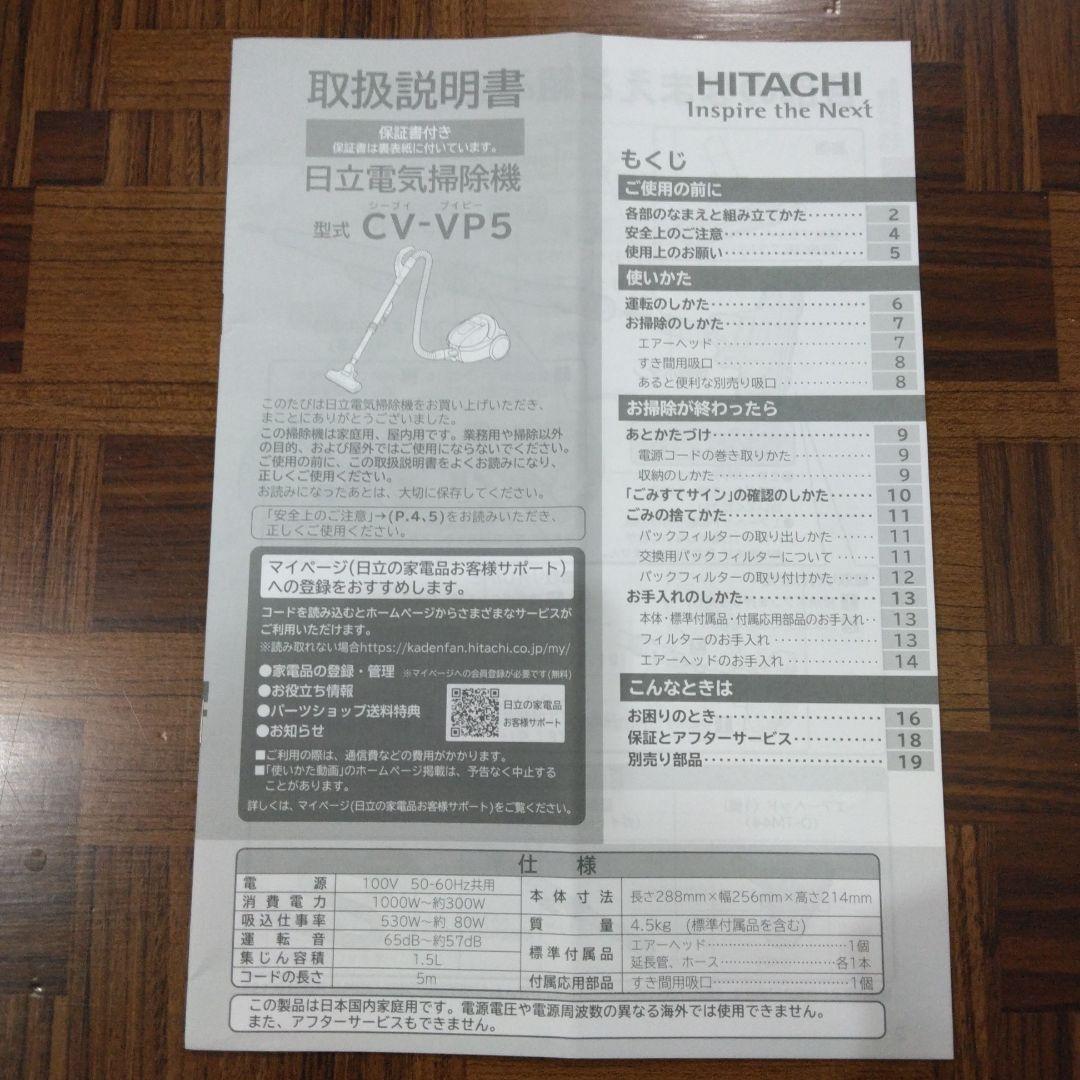 取扱説明書
保証書付き
保証書は裏表紙に付いています。
日立電気掃除機
シーブイ ブイピー
型式 CV-VP5
このたびは日立電気掃除機をお買い上げいただき、
まことにありがとうございました。
この掃除機は家庭用、屋内用です。業務用や掃除以外
の目的、および屋外ではご使用にならないでください。
ご使用の前に、この取扱説明書をよくお読みになり、
正しくご使用ください。
お読みになったあとは、大切に保存してください。
「安全上のご注意」→(P.4、5)をお読みいただき、
正しくご使用ください。
マイページ(日立の家電品お客様サポート)
への登録をおすすめします。
コードを読み込むとホームページからさまざまなサービスが
ご利用いただけます。
※読み取れない場合https://kadenfan.hitachi.co.jp/my/
●家電品の登録・管理 ※マイページへの会員登録が必要です(無料)
●お役立ち情報
●パーツショップ送料特典
●お知らせ
日立の家電品
お客様サポート
■ご利用の際は、通信費などの費用がかかります。
■「使いかた動画」のホームページ掲載は、予告なく中止する
ことがあります。
詳しくは、マイページ(日立の家電品お客様サポート)をご覧ください。
HITACHI
Inspire the Next
もくじ
ご使用の前に
各部のなまえと組み立てかた‥‥‥‥ 2
安全上のご注意‥‥‥‥‥‥‥‥‥‥ 4
使用上のお願い‥‥‥‥‥‥‥‥‥‥ 5
使いかた
運転のしかた‥‥‥‥‥‥‥‥‥‥‥ 6
お掃除のしかた‥‥‥‥‥‥‥‥‥‥ 7
エアーヘッド‥‥‥‥‥‥‥‥‥‥ 7
すき間用吸口‥‥‥‥‥‥‥‥‥‥ 8
あると便利な別売り吸口‥‥‥‥‥ 8
お掃除が終わったら
あとかたづけ‥‥‥‥‥‥‥‥‥‥‥ 9
電源コードの巻き取りかた‥‥‥‥ 9
収納のしかた‥‥‥‥‥‥‥‥‥‥ 9
「ごみすてサイン」の確認のしかた‥‥ 10
ごみの捨てかた‥‥‥‥‥‥‥‥‥‥ 11
パックフィルターの取り出しかた‥‥ 11
交換用パックフィルターについて‥‥ 11
パックフィルターの取り付けかた‥‥ 12
お手入れのしかた‥‥‥‥‥‥‥‥‥ 13
本体・標準付属品・付属応用部品のお手入れ‥ 13
フィルターのお手入れ‥‥‥‥‥‥ 13
エアーヘッドのお手入れ‥‥‥‥‥ 14
こんなときは
お困りのとき‥‥‥‥‥‥‥‥‥‥‥ 16
保証とアフターサービス‥‥‥‥‥‥ 18
別売り部品‥‥‥‥‥‥‥‥‥‥‥‥ 19
仕様
電源 100V 50-60Hz共用
消費電力 1000W～約300W
吸込仕事率 530W～約 80W
運転音 65dB～約57dB
集じん容積 1.5L
コードの長さ 5m
本体寸法 長さ288mm×幅256mm×高さ214mm
質量 4.5kg (標準付属品を含む)
標準付属品 エアーヘッド‥‥‥‥‥‥‥‥1個
延長管、ホース‥‥‥‥‥‥‥各1本
付属応用部品 すき間用吸口‥‥‥‥‥‥‥‥1個
この製品は日本国内家庭用です。電源電圧や電源周波数の異なる海外では使用できません。
また、アフターサービスもできません。